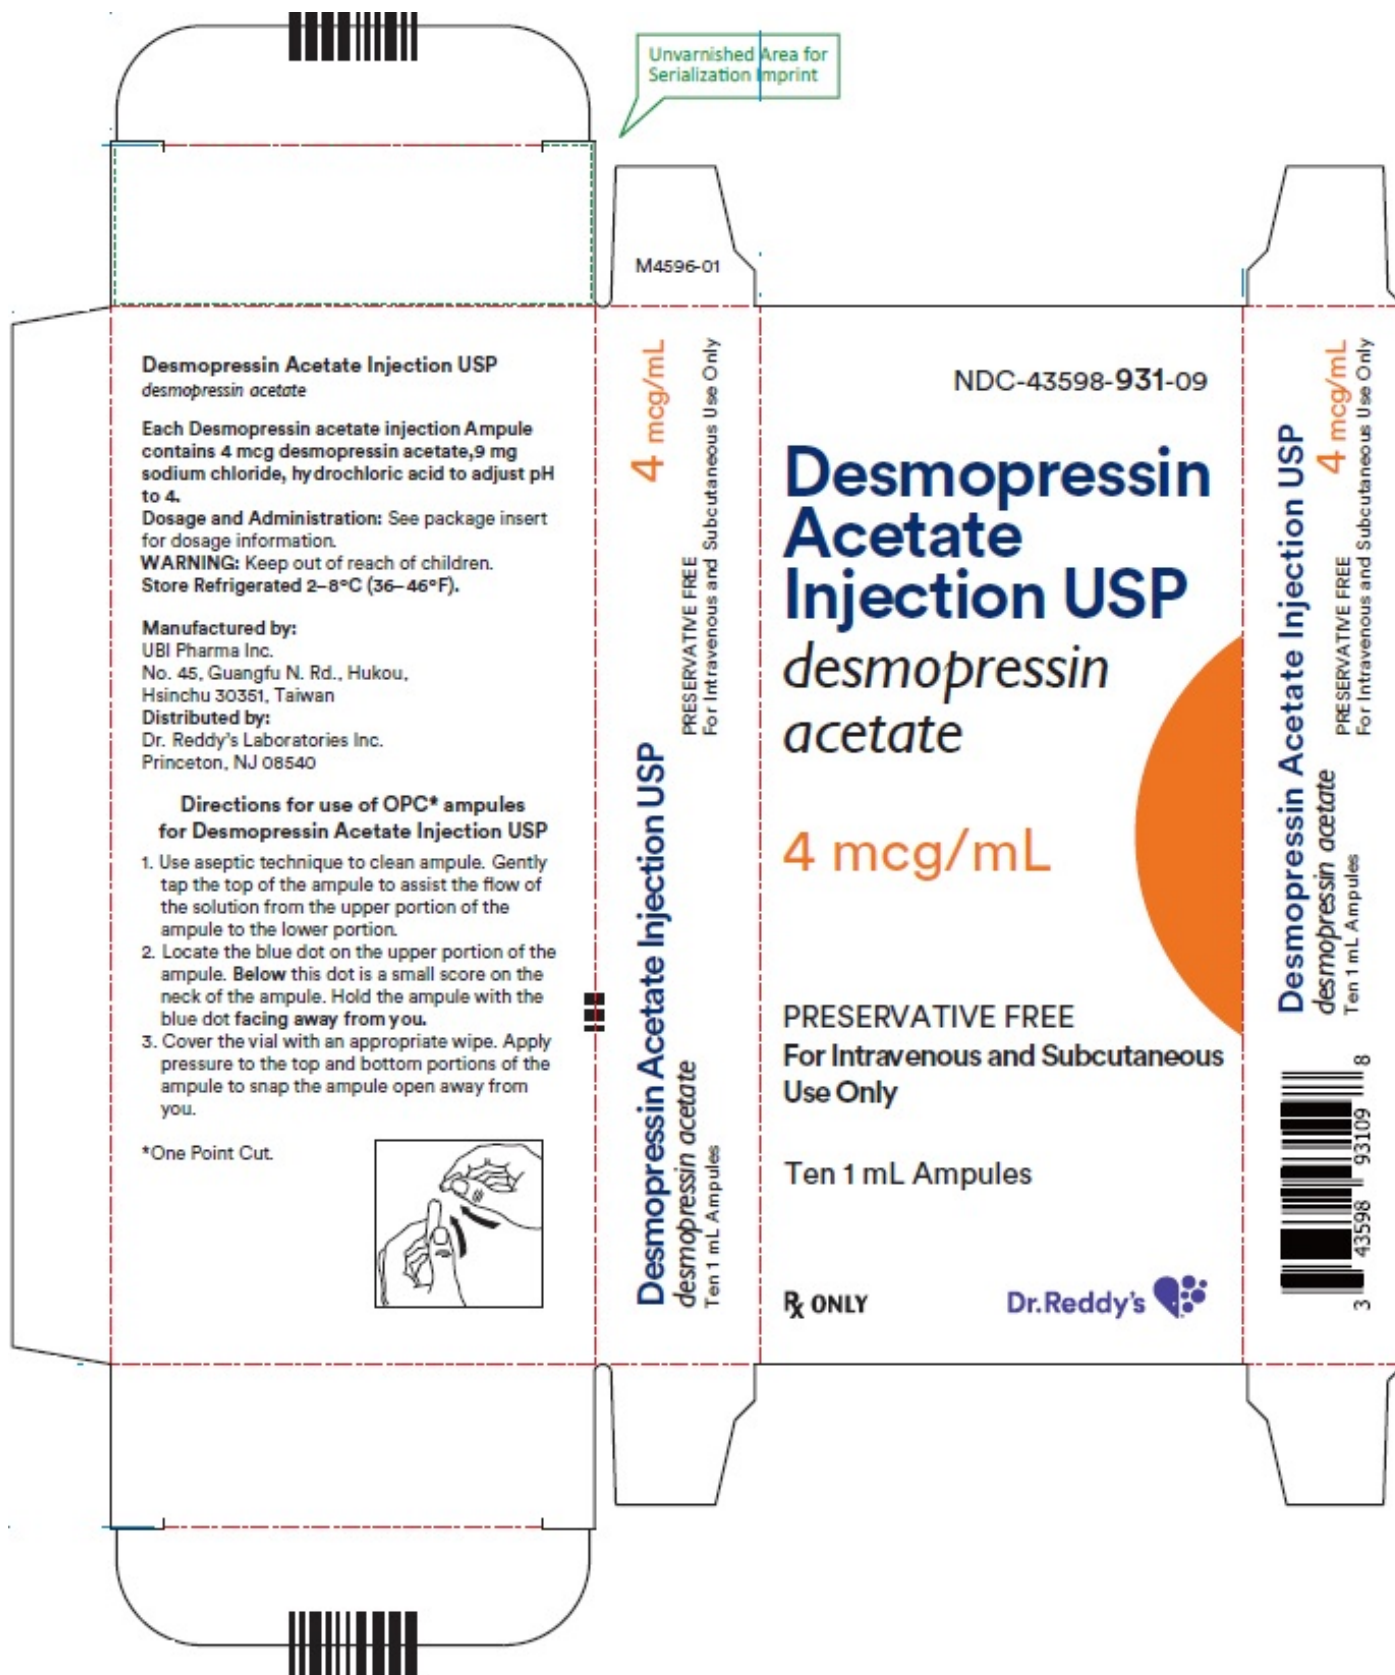 Unvarnished Area for
Serialization Imprint
M4596-01
Desmopressin Acetate Injection USP
desmopressin acetate
Each Desmopressin acetate injection Ampule
contains 4 mcg desmopressin acetate,9 mg
sodium chloride, hydrochloric acid to adjust pH
to 4.
Dosage and Administration: See package insert
for dosage information.
WARNING: Keep out of reach of children.
Store Refrigerated 2–8°C (36–46°F).
Manufactured by:
UBI Pharma Inc.
No. 45, Guangfu N. Rd., Hukou,
Hsinchu 30351, Taiwan
Distributed by:
Dr. Reddy's Laboratories Inc.
Princeton, NJ 08540
Directions for use of OPC* ampules
for Desmopressin Acetate Injection USP
1. Use aseptic technique to clean ampule. Gently
tap the top of the ampule to assist the flow of
the solution from the upper portion of the
ampule to the lower portion.
2. Locate the blue dot on the upper portion of the
ampule. Below this dot is a small score on the
neck of the ampule. Hold the ampule with the
blue dot facing away from you.
3. Cover the vial with an appropriate wipe. Apply
pressure to the top and bottom portions of the
ampule to snap the ampule open away from
you.
*One Point Cut.
Desmopressin Acetate Injection USP 4 mcg/mL
desmopressin acetate PRESERVATIVE FREE
Ten 1 mL Ampules For Intravenous and Subcutaneous Use Only
NDC-43598-931-09
Desmopressin
Acetate
Injection USP
desmopressin
acetate
4 mcg/mL
PRESERVATIVE FREE
For Intravenous and Subcutaneous
Use Only
Ten 1 mL Ampules
Rx ONLY
Dr.Reddy's
Desmopressin Acetate Injection USP
desmopressin acetate 4 mcg/mL
PRESERVATIVE FREE
Ten 1 mL Ampules For Intravenous and Subcutaneous Use Only
3 43598 93109 8